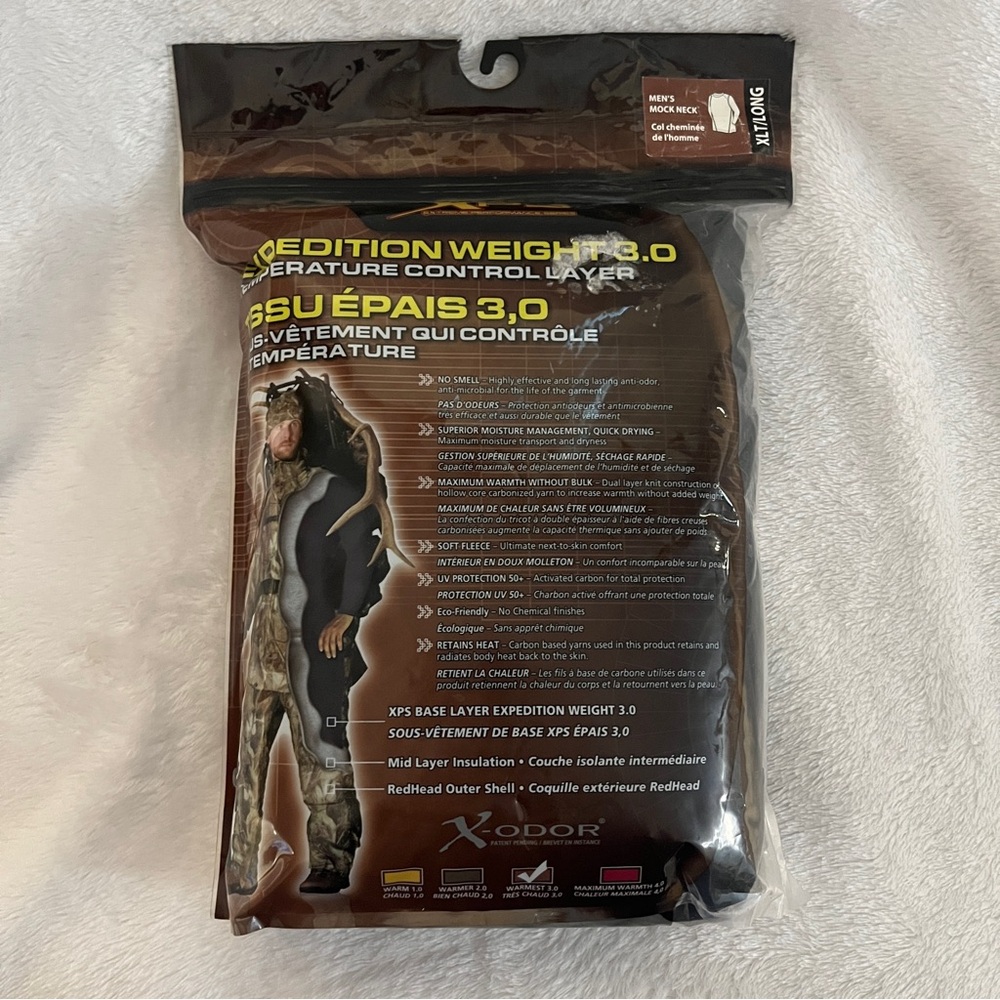 MEN'S
MOCK NECK
Col cheminée
de l'homme
XLT/LONG
XPS
EDITION WEIGHT 3.0
PERATURE CONTROL LAYER
SSU ÉPAIS 3,0
S-VÊTEMENT QUI CONTRÔLE
TEMPÉRATURE
NO SMELL – Highly effective and long lasting anti-odor,
anti-microbial for the life of the garment
PAS D'ODEURS – Protection antiodeurs et antimicrobienne
très efficace et aussi durable que le vêtement
SUPERIOR MOISTURE MANAGEMENT, QUICK DRYING –
Maximum moisture transport and dryness
GESTION SUPÉRIEURE DE L'HUMIDITÉ, SÉCHAGE RAPIDE –
Capacité maximale de déplacement de l'humidité et de séchage
MAXIMUM WARMTH WITHOUT BULK – Dual layer knit construction of
hollow core carbonized yarn to increase warmth without added weight
MAXIMUM DE CHALEUR SANS ÊTRE VOLUMINEUX –
La confection du tricot à double épaisseur à l'aide de fibres creuses
carbonisées augmente la capacité thermique sans ajouter de poids
SOFT FLEECE – Ultimate next-to-skin comfort
INTÉRIEUR EN DOUX MOLLETON – Un confort incomparable sur la peau
UV PROTECTION 50+ – Activated carbon for total protection
PROTECTION UV 50+ – Charbon activé offrant une protection totale
Eco-Friendly – No Chemical finishes
Écologique – Sans apprêt chimique
RETAINS HEAT – Carbon based yarns used in this product retains and
radiates body heat back to the skin.
RETIENT LA CHALEUR – Les fils à base de carbone utilisés dans ce
produit retiennent la chaleur du corps et la retournent vers la peau.
XPS BASE LAYER EXPEDITION WEIGHT 3.0
SOUS-VÊTEMENT DE BASE XPS ÉPAIS 3,0
Mid Layer Insulation • Couche isolante intermédiaire
RedHead Outer Shell • Coquille extérieure RedHead
X-ODOR®
PATENT PENDING / BREVET EN INSTANCE
WARM 1.0 WARMER 2.0 WARMEST 3.0 MAXIMUM WARMTH 4.0
CHAUD 1,0 BIEN CHAUD 2,0 TRÈS CHAUD 3,0 CHALEUR MAXIMALE 4,0